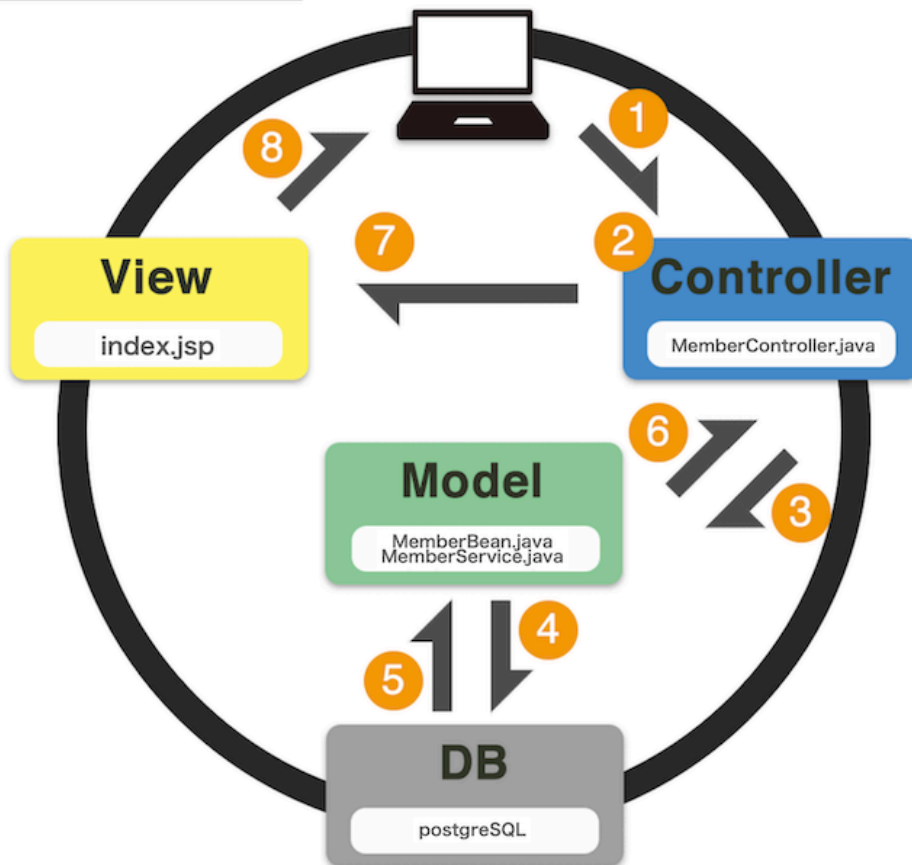 1
8
7
2
View
index.jsp
Controller
MemberController.java
6
3
Model
MemberBean.java
MemberService.java
4
5
DB
postgreSQL